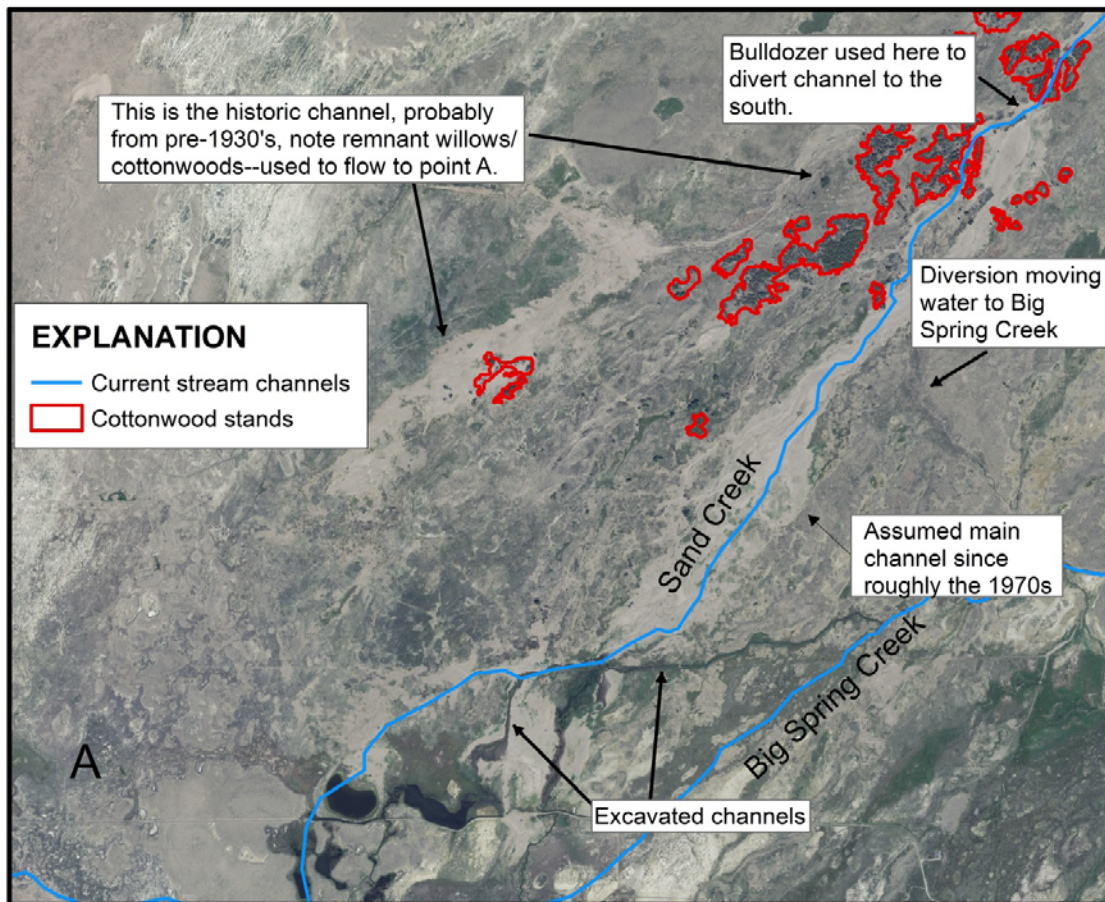 Bulldozer used here to
divert channel to the
south.
This is the historic channel, probably
from pre-1930's, note remnant willows/
cottonwoods--used to flow to point A.
Diversion moving
water to Big
Spring Creek
EXPLANATION
Current stream channels
Cottonwood stands
Sand Creek
Assumed main
channel since
roughly the 1970s
Big Spring Creek
A
Excavated channels